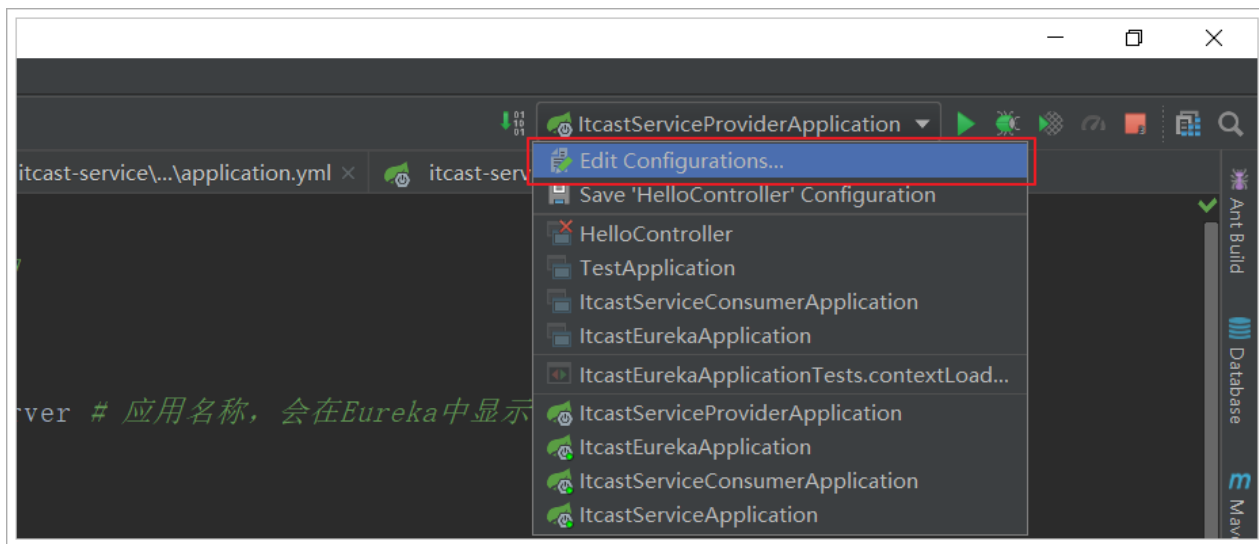 ItcastServiceProviderApplication
itcast-service\...\application.yml
itcast-serv
Edit Configurations...
Save 'HelloController' Configuration
HelloController
TestApplication
ItcastServiceConsumerApplication
ItcastEurekaApplication
ItcastEurekaApplicationTests.contextLoad...
rver # 应用名称，会在Eureka中显示
ItcastServiceProviderApplication
ItcastEurekaApplication
ItcastServiceConsumerApplication
ItcastServiceApplication
Ant Build
Database
Mav